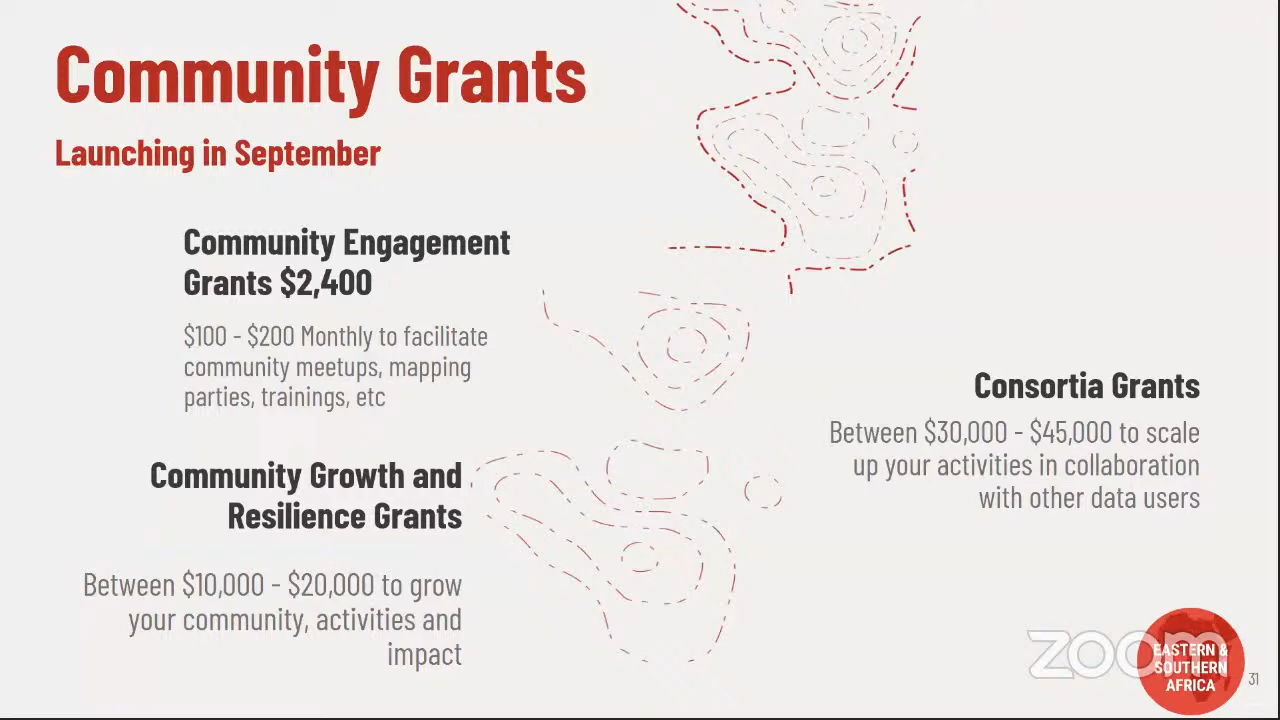 Community Grants
Launching in September
Community Engagement
Grants $2,400
$100 - $200 Monthly to facilitate
community meetups, mapping
parties, trainings, etc
Community Growth and
Resilience Grants
Between $10,000 - $20,000 to grow
your community, activities and
impact
Consortia Grants
Between $30,000 - $45,000 to scale
up your activities in collaboration
with other data users
zoom
EASTERN &
SOUTHERN
AFRICA
31